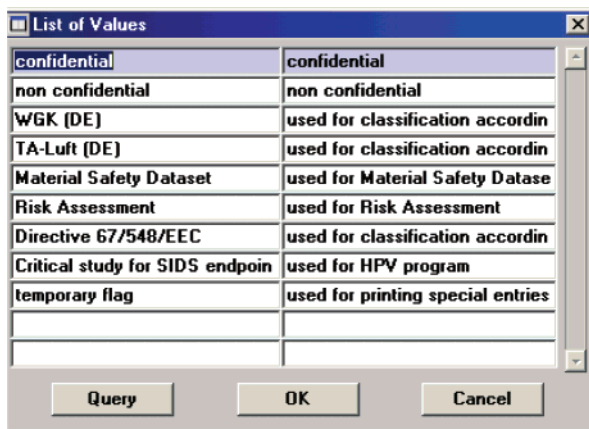 List of Values
confidential confidential
non confidential non confidential
WGK (DE) used for classification accordin
TA-Luft (DE) used for classification accordin
Material Safety Dataset used for Material Safety Datase
Risk Assessment used for Risk Assessment
Directive 67/548/EEC used for classification accordin
Critical study for SIDS endpoin used for HPV program
temporary flag used for printing special entries
Query OK Cancel